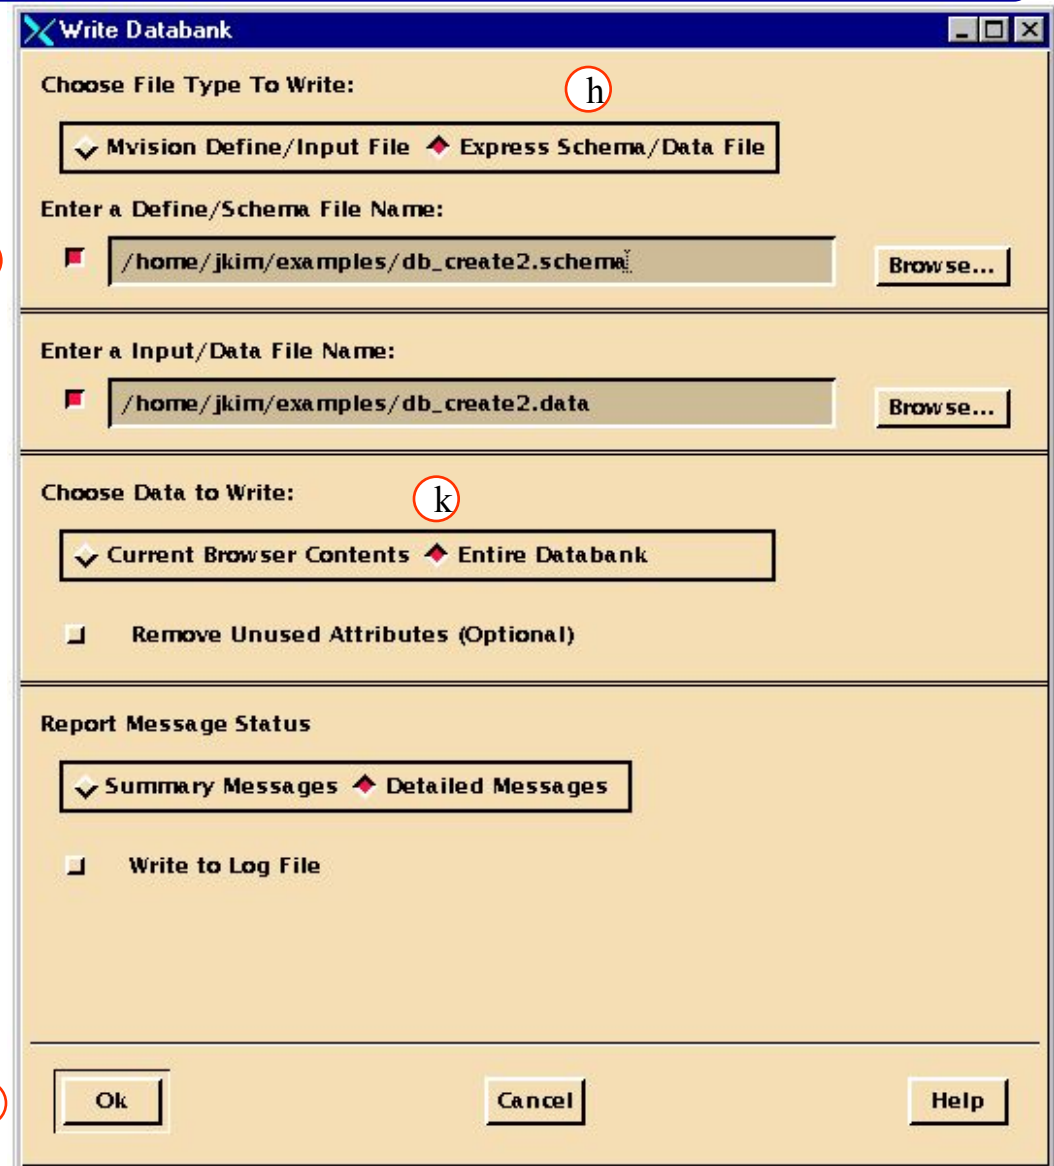 Write Databank
Choose File Type To Write:
h
Mvision Define/Input File Express Schema/Data File
Enter a Define/Schema File Name:
/home/jkim/examples/db_create2.schema
Browse...
Enter a Input/Data File Name:
/home/jkim/examples/db_create2.data
Browse...
Choose Data to Write:
k
Current Browser Contents Entire Databank
Remove Unused Attributes (Optional)
Report Message Status
Summary Messages Detailed Messages
Write to Log File
Ok Cancel Help